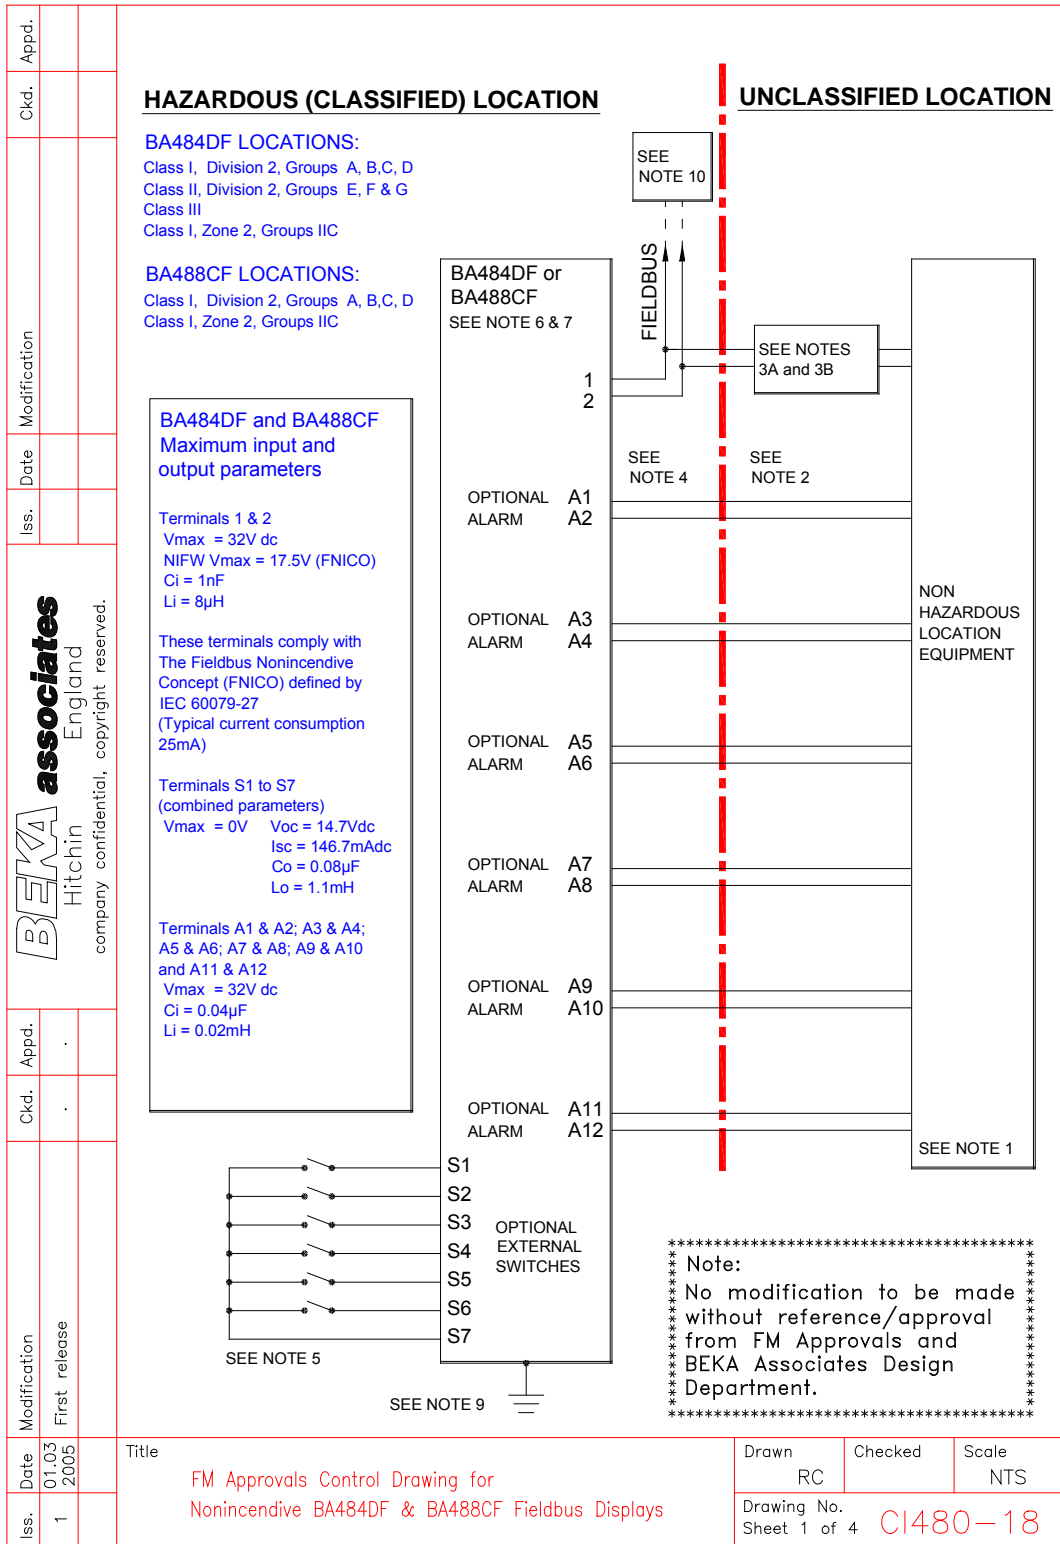 HAZARDOUS (CLASSIFIED) LOCATION
UNCLASSIFIED LOCATION
BA484DF LOCATIONS:
Class I, Division 2, Groups A, B,C, D
Class II, Division 2, Groups E, F & G
Class III
Class I, Zone 2, Groups IIC
BA488CF LOCATIONS:
Class I, Division 2, Groups A, B,C, D
Class I, Zone 2, Groups IIC
SEE
NOTE 10
FIELDBUS
BA484DF or
BA488CF
SEE NOTE 6 & 7
1
2
SEE NOTES
3A and 3B
SEE
NOTE 4
SEE
NOTE 2
BA484DF and BA488CF
Maximum input and
output parameters
Terminals 1 & 2
Vmax = 32V dc
NIFW Vmax = 17.5V (FNICO)
Ci = 1nF
Li = 8µH
These terminals comply with
The Fieldbus Nonincendive
Concept (FNICO) defined by
IEC 60079-27
(Typical current consumption
25mA)
Terminals S1 to S7
(combined parameters)
Vmax = 0V Voc = 14.7Vdc
Isc = 146.7mAdc
Co = 0.08µF
Lo = 1.1mH
Terminals A1 & A2; A3 & A4;
A5 & A6; A7 & A8; A9 & A10
and A11 & A12
Vmax = 32V dc
Ci = 0.04µF
Li = 0.02mH
OPTIONAL A1
ALARM A2
OPTIONAL A3
ALARM A4
OPTIONAL A5
ALARM A6
OPTIONAL A7
ALARM A8
OPTIONAL A9
ALARM A10
OPTIONAL A11
ALARM A12
NON
HAZARDOUS
LOCATION
EQUIPMENT
SEE NOTE 1
S1
S2
S3
S4
S5
S6
S7
OPTIONAL
EXTERNAL
SWITCHES
SEE NOTE 5
SEE NOTE 9
****************************************
Note:
No modification to be made
without reference/approval
from FM Approvals and
BEKA Associates Design
Department.
****************************************
Iss. Date Modification Ckd. Appd.
BEKA associates
Hitchin England
company confidential, copyright reserved.
Iss. Date Modification Ckd. Appd.
1 01.03 2005 First release . .
Title
FM Approvals Control Drawing for
Nonincendive BA484DF & BA488CF Fieldbus Displays
Drawn
RC
Checked
Scale
NTS
Drawing No.
Sheet 1 of 4
CI480-18